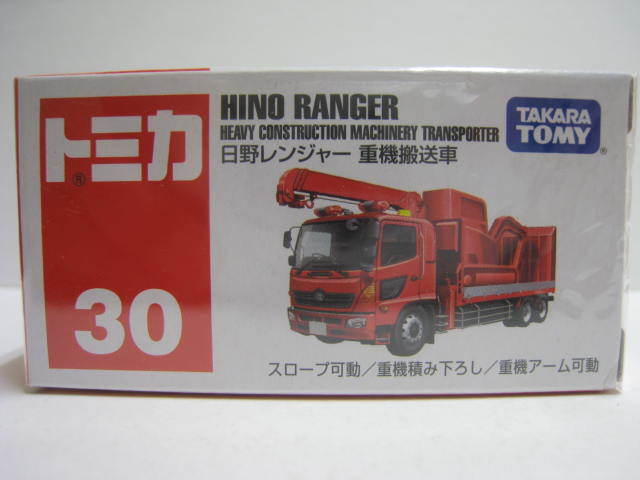 トミカ
®
30
HINO RANGER
HEAVY CONSTRUCTION MACHINERY TRANSPORTER
日野レンジャー 重機搬送車
TAKARA
TOMY
®
スロープ可動／重機積み下ろし／重機アーム可動